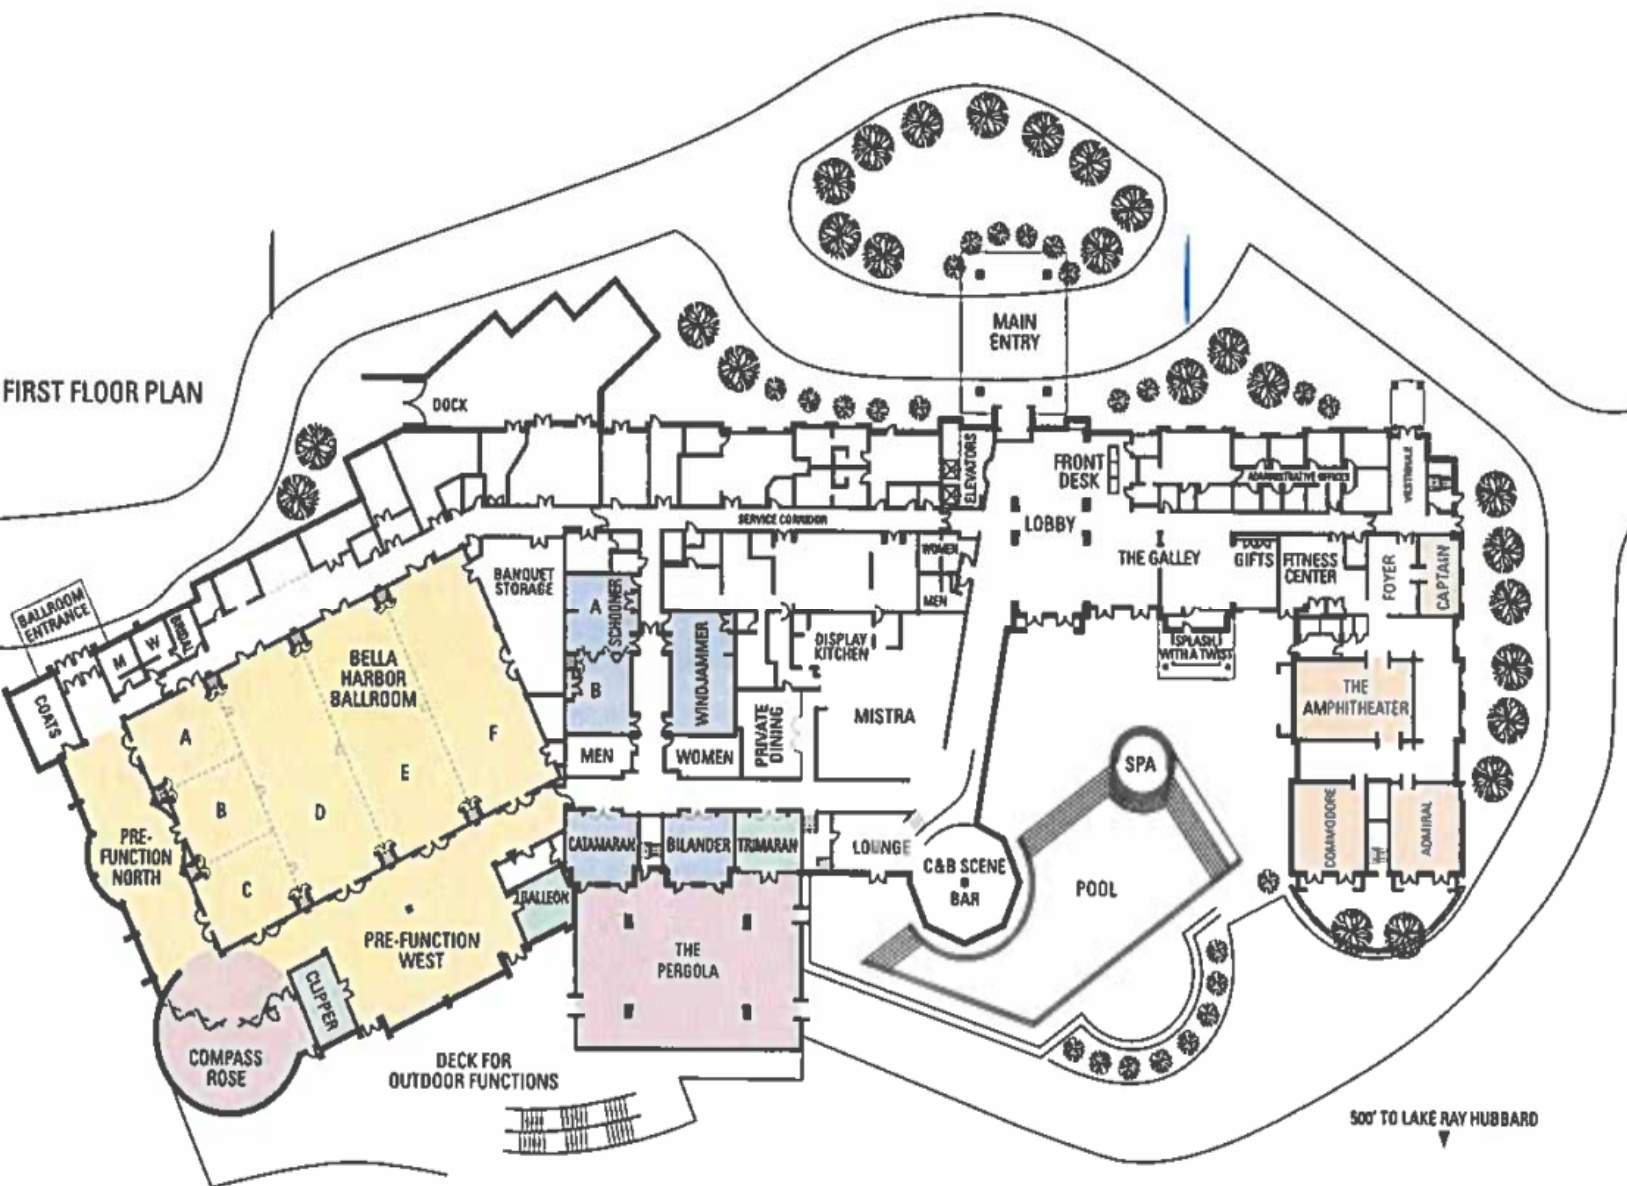 FIRST FLOOR PLAN
MAIN
ENTRY
DOCK
ELEVATORS
FRONT
DESK
ADMINISTRATIVE OFFICES
VESTIBULE
SERVICE CORRIDOR
LOBBY
THE GALLEY
GIFTS
FITNESS
CENTER
FOYER
CAPTAIN
WOMEN
MEN
BANQUET
STORAGE
A
SCHOONER
B
WINDJAMMER
DISPLAY
KITCHEN
SPLASH
WITH A TWIST
BALLROOM
ENTRANCE
COATS
M
W
BRIDAL
BELLA
HARBOR
BALLROOM
A
B
C
D
E
F
MEN
WOMEN
PRIVATE
DINING
MISTRA
THE
AMPHITHEATER
SPA
POOL
COMMODORE
ADMIRAL
PRE-
FUNCTION
NORTH
CATAMARAN
BILANDER
TRIMARAN
LOUNGE
C&B SCENE
BAR
BALLEON
PRE-FUNCTION
WEST
CLIPPER
THE
PERGOLA
COMPASS
ROSE
DECK FOR
OUTDOOR FUNCTIONS
500' TO LAKE RAY HUBBARD